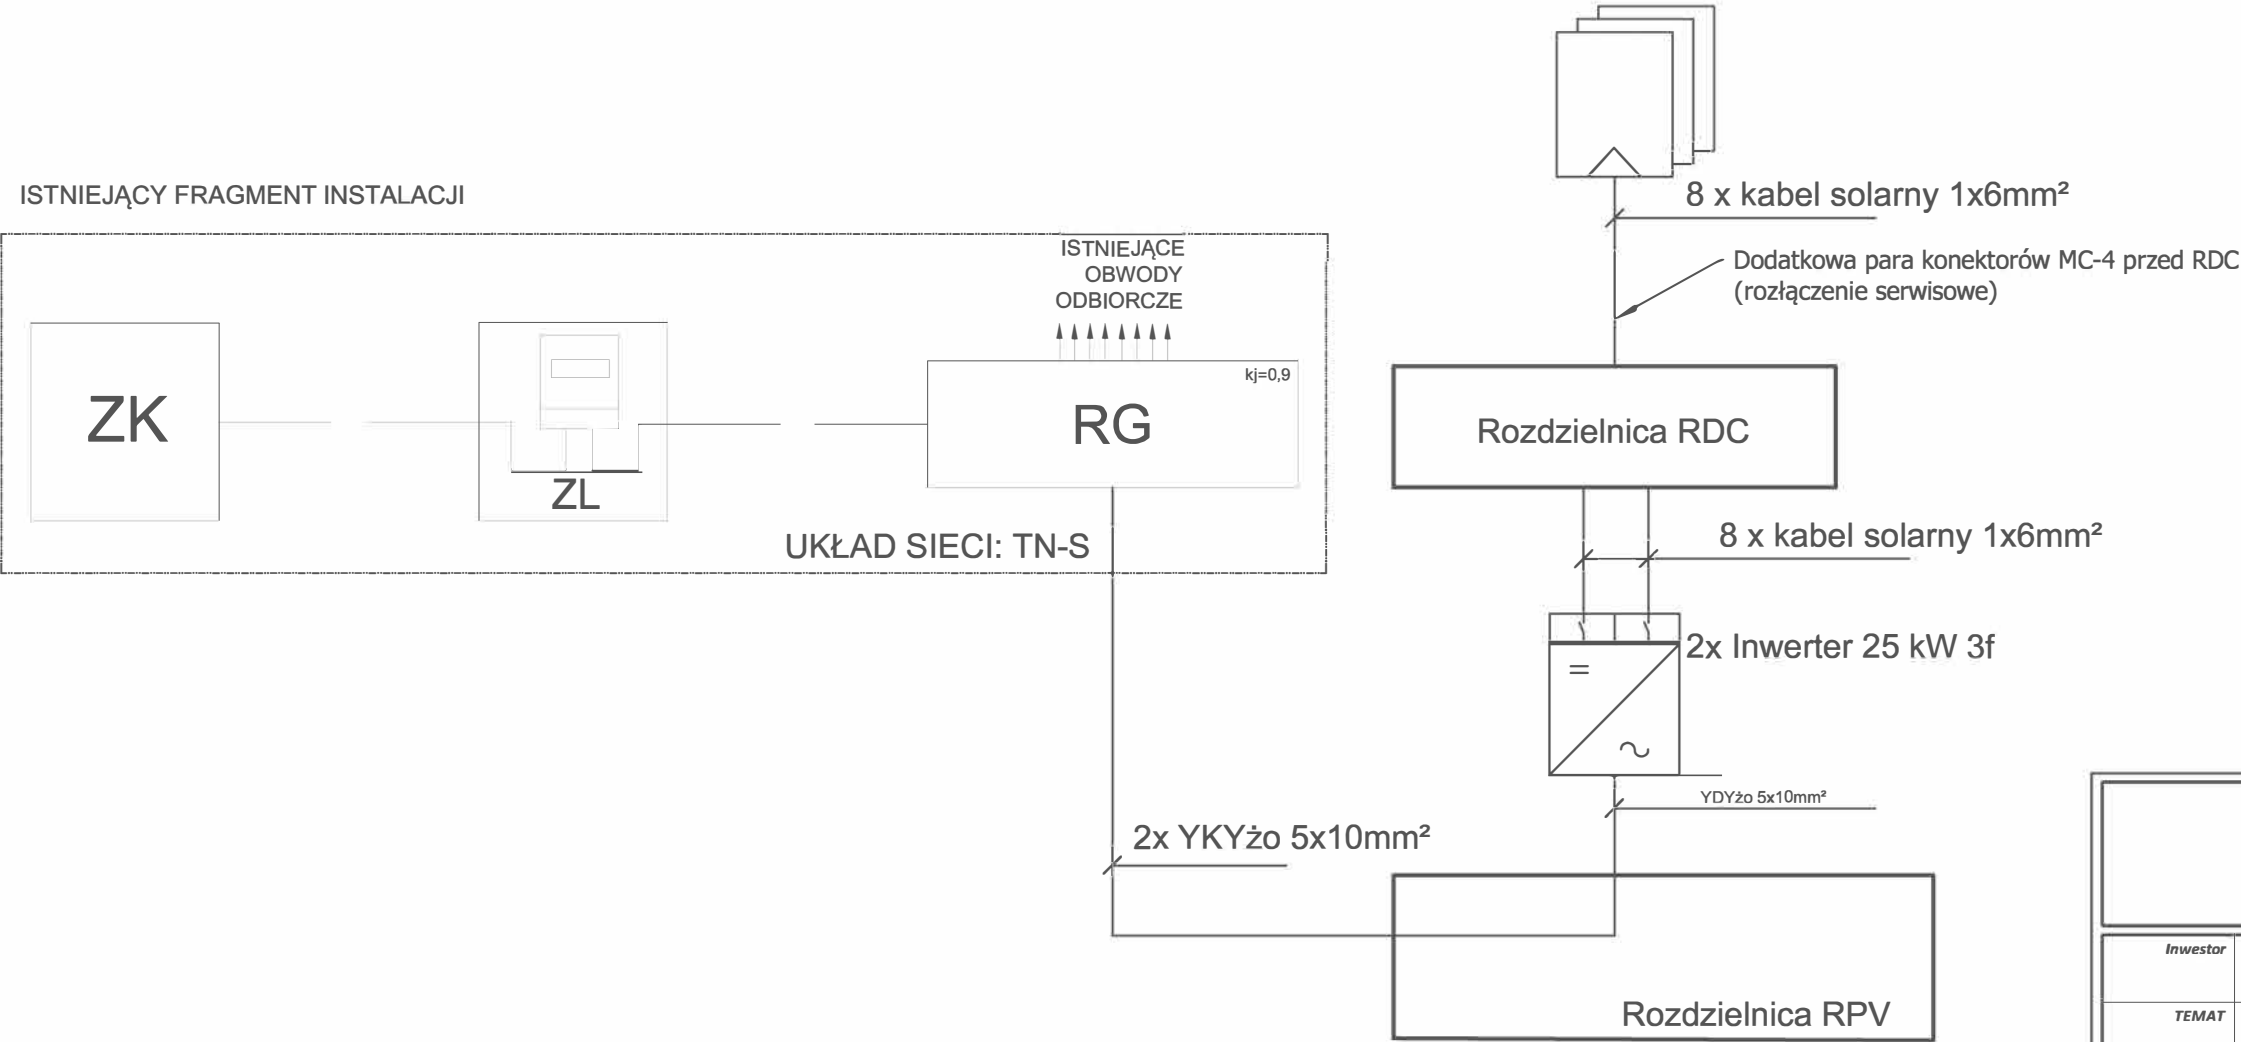 ISTNIEJĄCY FRAGMENT INSTALACJI
ISTNIEJĄCE
OBWODY
ODBIORCZE
ZK
ZL
kj=0,9
RG
UKŁAD SIECI: TN-S
8 x kabel solarny 1x6mm²
Dodatkowa para konektorów MC-4 przed RDC
(rozłączenie serwisowe)
Rozdzielnica RDC
8 x kabel solarny 1x6mm²
2x Inwerter 25 kW 3f
YDYżo 5x10mm²
2x YKYżo 5x10mm²
Rozdzielnica RPV
Inwestor
TEMAT